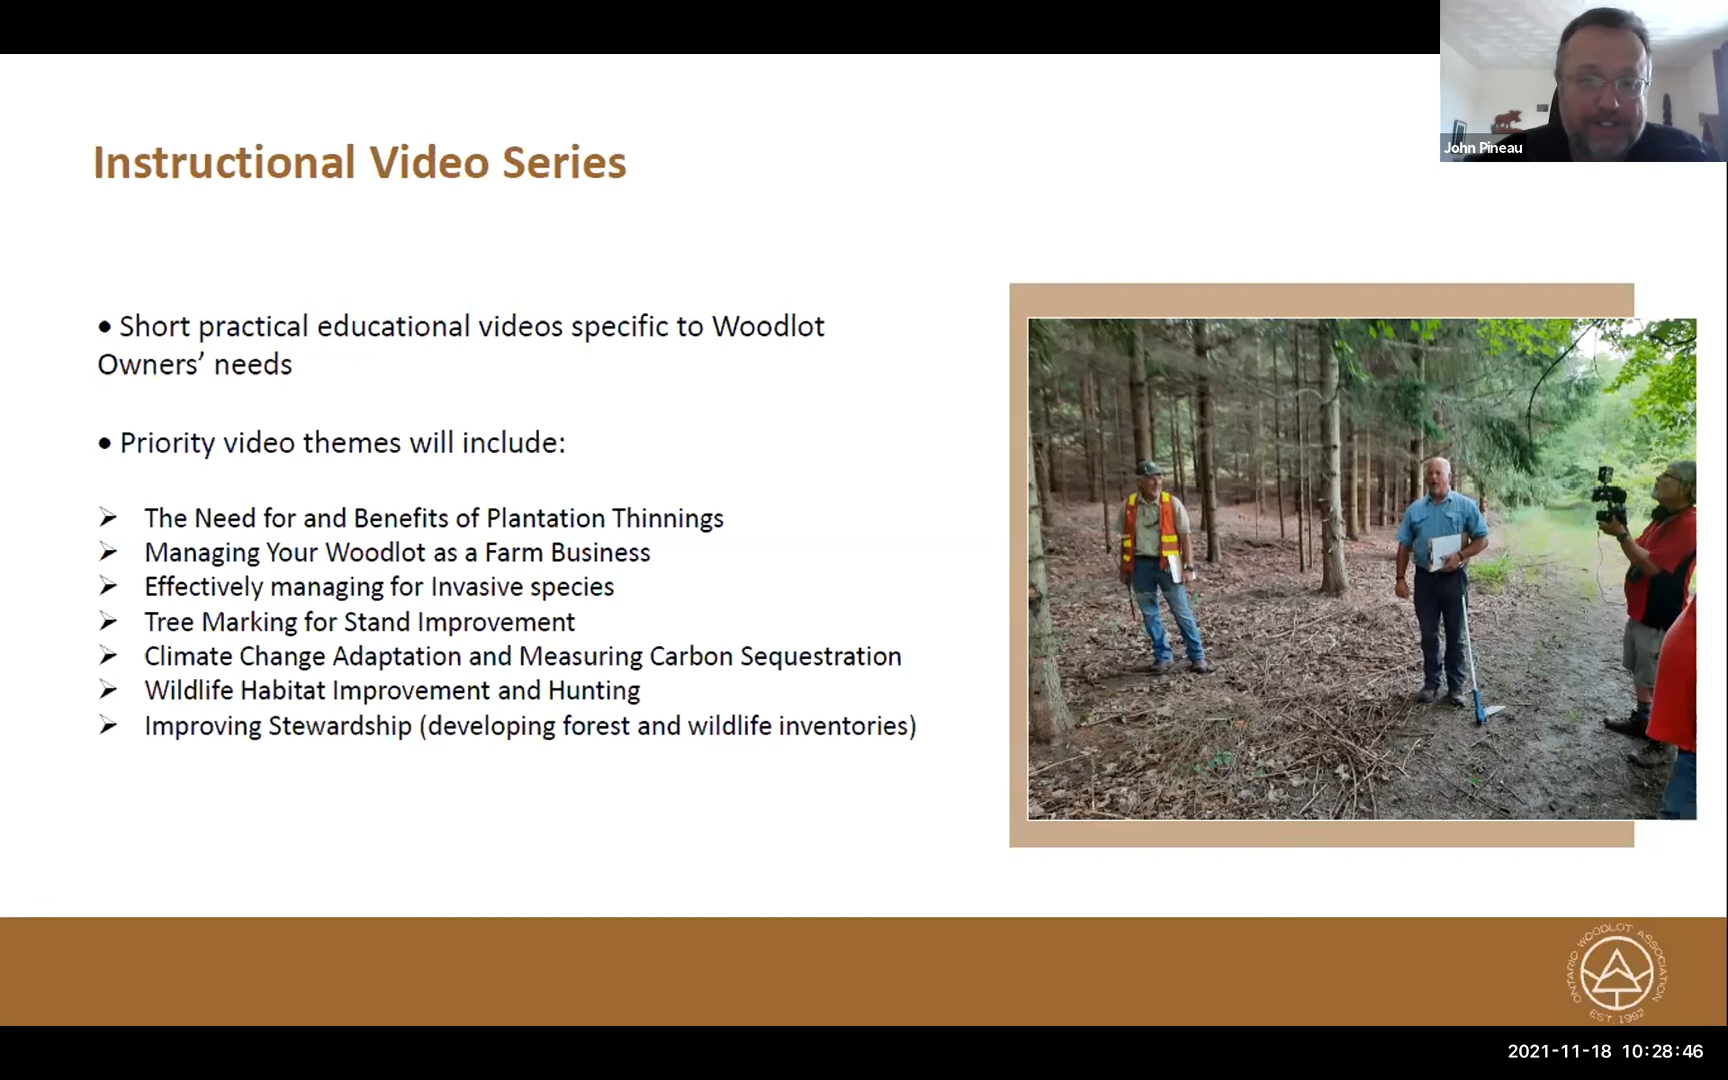 John Pineau
Instructional Video Series
• Short practical educational videos specific to Woodlot
Owners’ needs
• Priority video themes will include:
➢ The Need for and Benefits of Plantation Thinnings
➢ Managing Your Woodlot as a Farm Business
➢ Effectively managing for Invasive species
➢ Tree Marking for Stand Improvement
➢ Climate Change Adaptation and Measuring Carbon Sequestration
➢ Wildlife Habitat Improvement and Hunting
➢ Improving Stewardship (developing forest and wildlife inventories)
ONTARIO WOODLOT ASSOCIATION
EST. 1992
2021-11-18 10:28:46